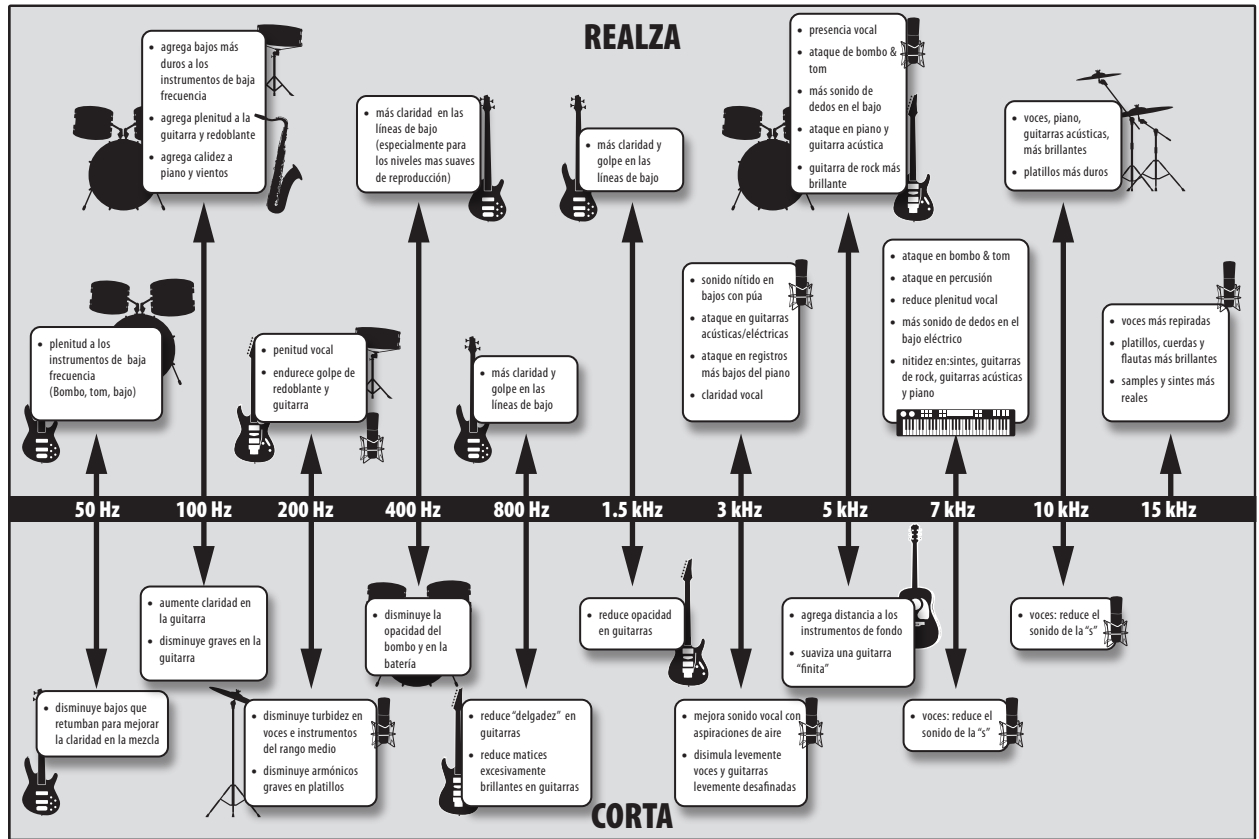 REALZA
• agrega bajos más
duros a los
instrumentos de baja
frecuencia
• agrega plenitud a la
guitarra y redoblante
• agrega calidez a
piano y vientos
• más claridad en las
líneas de bajo
(especialmente para
los niveles mas suaves
de reproducción)
• más claridad y
golpe en las
líneas de bajo
• presencia vocal
• ataque de bombo &
tom
• más sonido de
dedos en el bajo
• ataque en piano y
guitarra acústica
• guitarra de rock más
brillante
• voces, piano,
guitarras acústicas,
más brillantes
• platillos más duros
• plenitud a los
instrumentos de baja
frecuencia
(Bombo, tom, bajo)
• penitud vocal
• endurece golpe de
redoblante y
guitarra
• más claridad y
golpe en las
líneas de bajo
• sonido nítido en
bajos con púa
• ataque en guitarras
acústicas/eléctricas
• ataque en registros
más bajos del piano
• claridad vocal
• ataque en bombo & tom
• ataque en percusión
• reduce plenitud vocal
• más sonido de dedos en el
bajo eléctrico
• nitidez en:sintes, guitarras
de rock, guitarras acústicas
y piano
• voces más repiradas
• platillos, cuerdas y
flautas más brillantes
• samples y sintes más
reales
50 Hz 100 Hz 200 Hz 400 Hz 800 Hz 1.5 kHz 3 kHz 5 kHz 7 kHz 10 kHz 15 kHz
• aumente claridad en
la guitarra
• disminuye graves en la
guitarra
• disminuye la
opacidad del
bombo y en la
batería
• reduce opacidad
en guitarras
• agrega distancia a los
instrumentos de fondo
• suaviza una guitarra
"finita"
• voces: reduce el
sonido de la "s"
• disminuye bajos que
retumban para mejorar
la claridad en la mezcla
• disminuye turbidez en
voces e instrumentos
del rango medio
• disminuye armónicos
graves en platillos
• reduce "delgadez" en
guitarras
• reduce matices
excesivamente
brillantes en guitarras
• mejora sonido vocal con
aspiraciones de aire
• disimula levemente
voces y guitarras
levemente desafinadas
• voces: reduce el
sonido de la "s"
CORTA